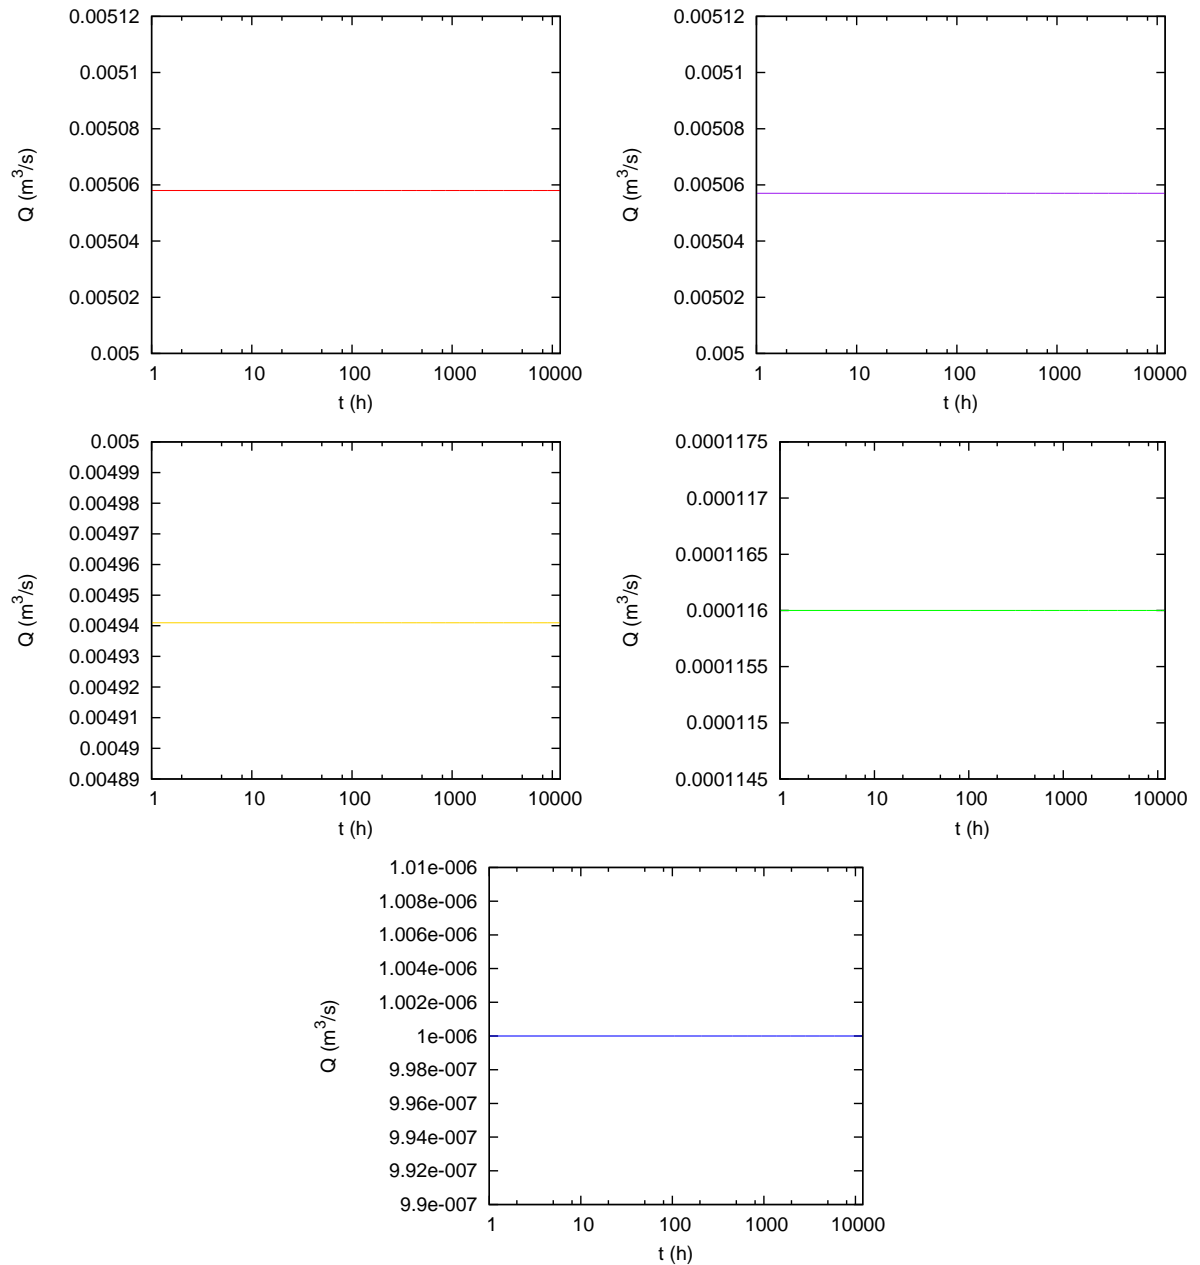 0.00512
0.0051
0.00508
0.00506
0.00504
0.00502
0.005
Q (m³/s)
1 10 100 1000 10000
t (h)
0.00512
0.0051
0.00508
0.00506
0.00504
0.00502
0.005
Q (m³/s)
1 10 100 1000 10000
t (h)
0.005
0.00499
0.00498
0.00497
0.00496
0.00495
0.00494
0.00493
0.00492
0.00491
0.0049
0.00489
Q (m³/s)
1 10 100 1000 10000
t (h)
0.0001175
0.000117
0.0001165
0.000116
0.0001155
0.000115
0.0001145
Q (m³/s)
1 10 100 1000 10000
t (h)
1.01e-006
1.008e-006
1.006e-006
1.004e-006
1.002e-006
1e-006
9.98e-007
9.96e-007
9.94e-007
9.92e-007
9.9e-007
Q (m³/s)
1 10 100 1000 10000
t (h)